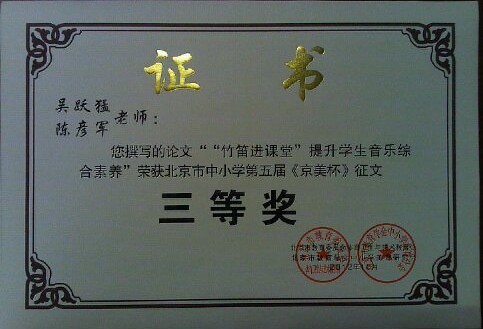 证书
吴跃猛
陈彦军 老师：
您撰写的论文““竹笛进课堂”提升学生音乐综
合素养”荣获北京市中小学第五届《京美杯》征文
三等奖